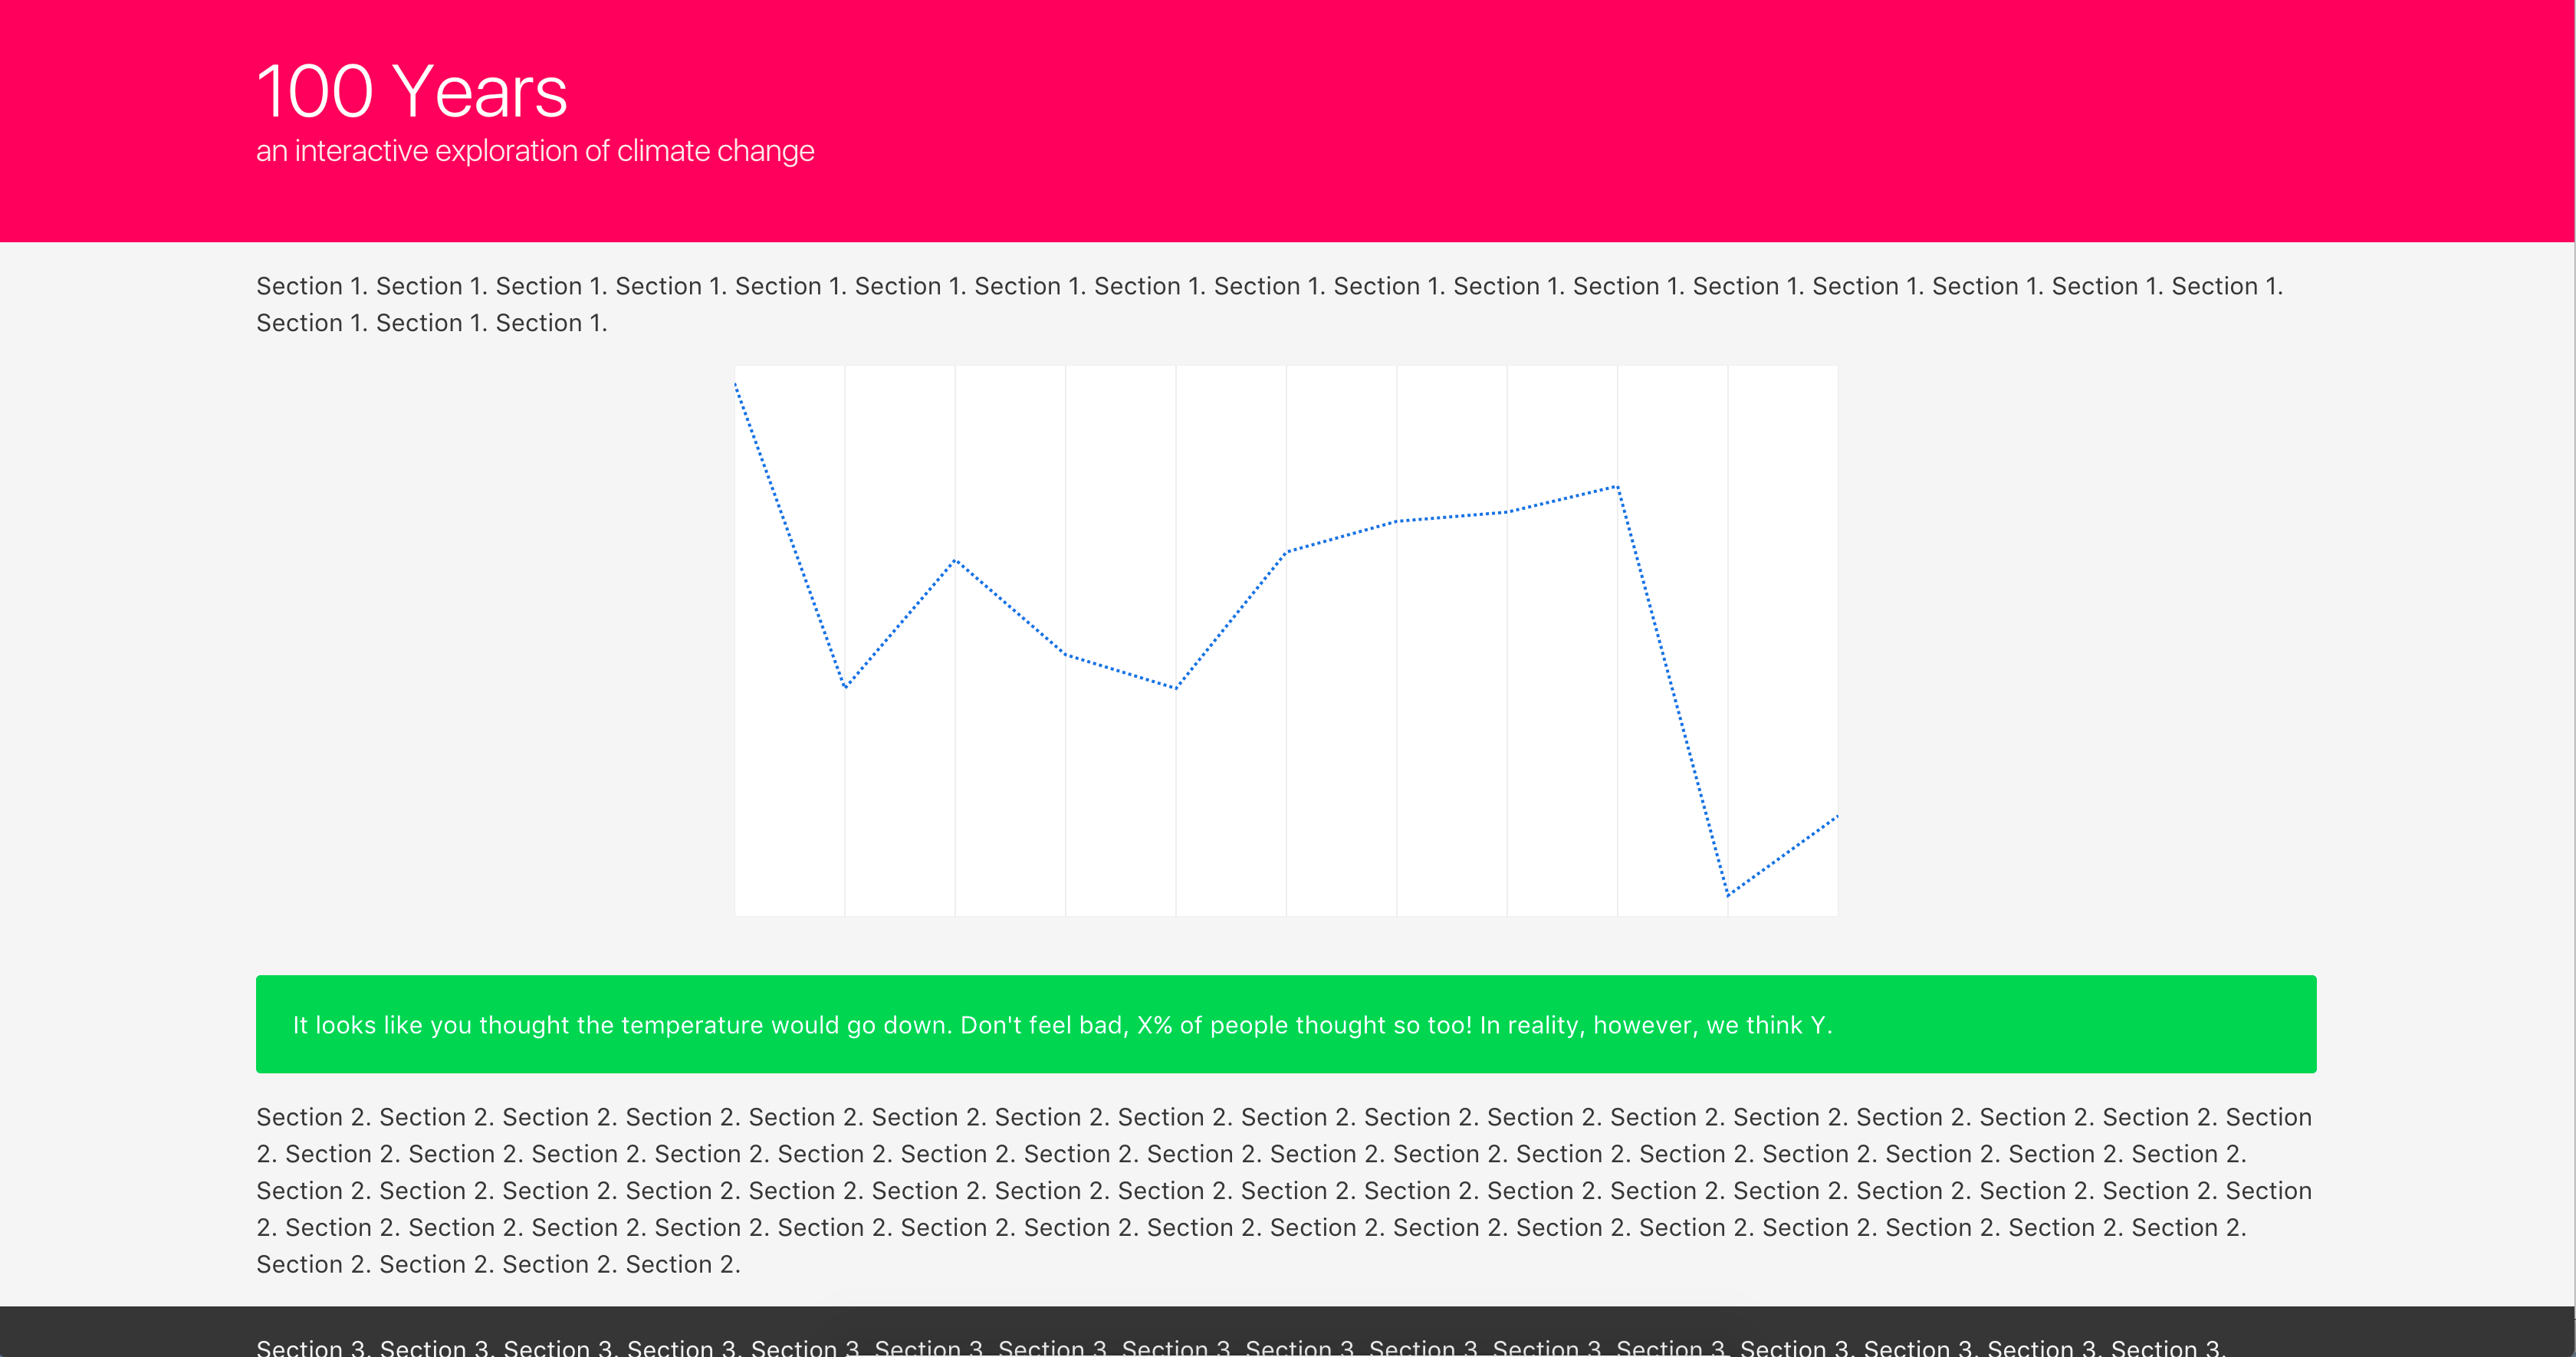 100 Years
an interactive exploration of climate change
Section 1. Section 1. Section 1. Section 1. Section 1. Section 1. Section 1. Section 1. Section 1. Section 1. Section 1. Section 1. Section 1. Section 1. Section 1. Section 1. Section 1.
Section 1. Section 1. Section 1.
It looks like you thought the temperature would go down. Don't feel bad, X% of people thought so too! In reality, however, we think Y.
Section 2. Section 2. Section 2. Section 2. Section 2. Section 2. Section 2. Section 2. Section 2. Section 2. Section 2. Section 2. Section 2. Section 2. Section 2. Section 2. Section
2. Section 2. Section 2. Section 2. Section 2. Section 2. Section 2. Section 2. Section 2. Section 2. Section 2. Section 2. Section 2. Section 2. Section 2. Section 2. Section 2.
Section 2. Section 2. Section 2. Section 2. Section 2. Section 2. Section 2. Section 2. Section 2. Section 2. Section 2. Section 2. Section 2. Section 2. Section 2. Section 2. Section
2. Section 2. Section 2. Section 2. Section 2. Section 2. Section 2. Section 2. Section 2. Section 2. Section 2. Section 2. Section 2. Section 2. Section 2. Section 2. Section 2.
Section 2. Section 2. Section 2. Section 2.
Section 3. Section 3. Section 3. Section 3. Section 3. Section 3. Section 3. Section 3. Section 3. Section 3. Section 3. Section 3. Section 3. Section 3. Section 3. Section 3.